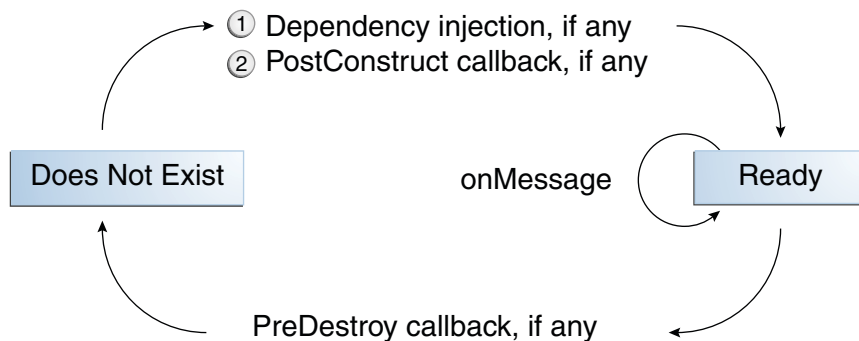 1 Dependency injection, if any
2 PostConstruct callback, if any
Does Not Exist
onMessage
Ready
PreDestroy callback, if any